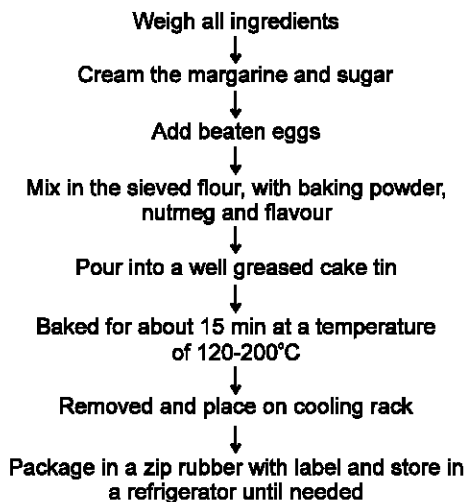 Weigh all ingredients
Cream the margarine and sugar
Add beaten eggs
Mix in the sieved flour, with baking powder,
nutmeg and flavour
Pour into a well greased cake tin
Baked for about 15 min at a temperature
of 120-200°C
Removed and place on cooling rack
Package in a zip rubber with label and store in
a refrigerator until needed